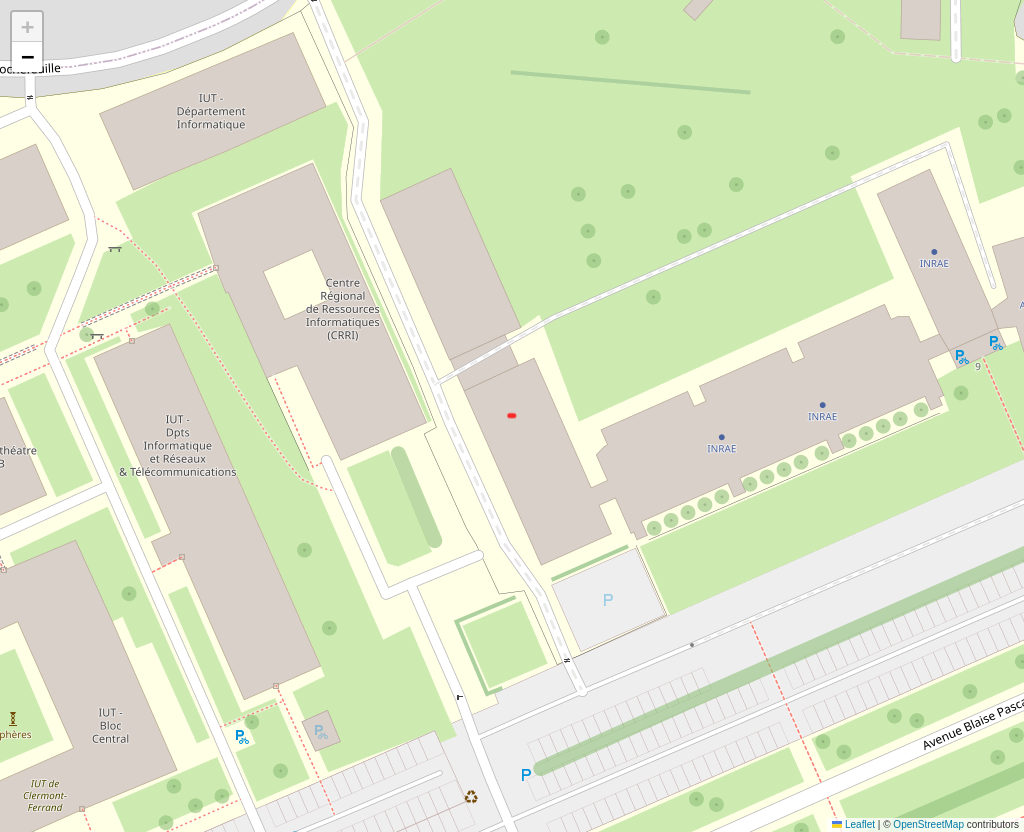 +
−
IUT -
Département
Informatique
Centre
Régional
de Ressources
Informatiques
(CRRI)
INRAE
9
INRAE
INRAE
IUT -
Dpts
Informatique
et Réseaux
& Télécommunications
P
P
P
IUT -
Bloc
Central
IUT de
Clermont-
Ferrand
Avenue Blaise Pasca
Leaflet | © OpenStreetMap contributors